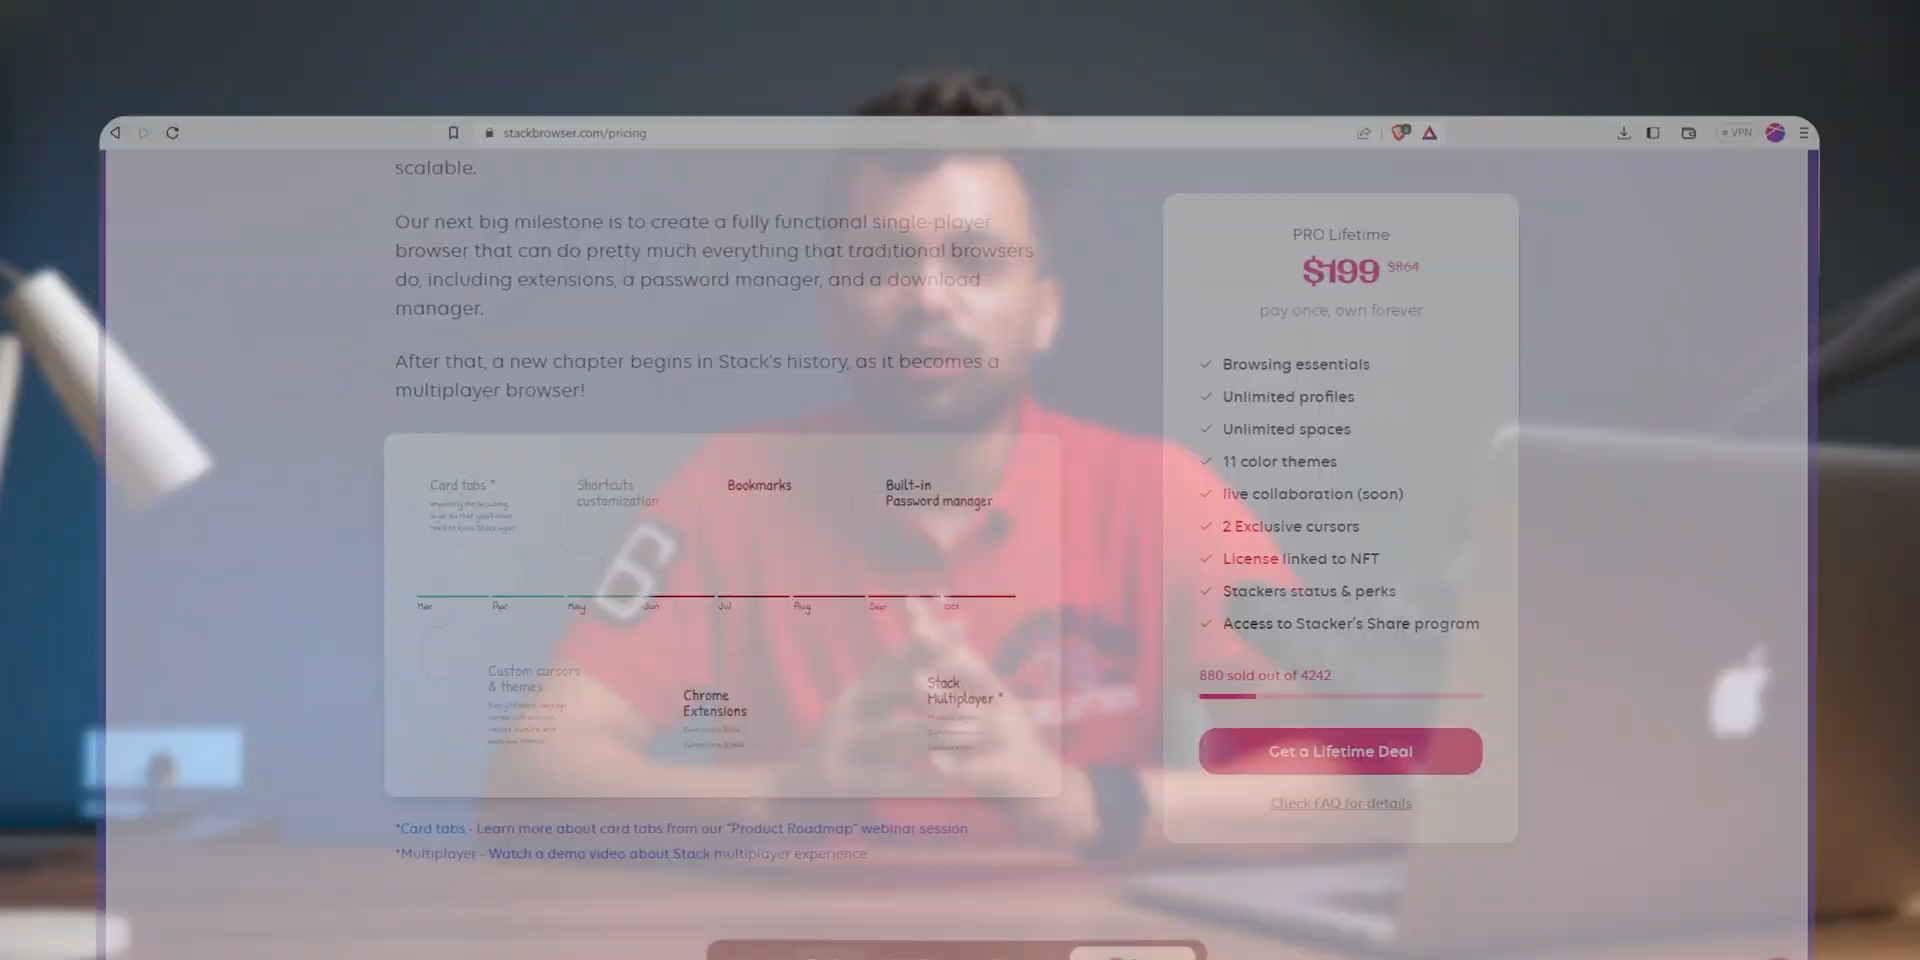 stackbrowser.com/pricing
VPN
scalable.
Our next big milestone is to create a fully functional single-player
browser that can do pretty much everything that traditional browsers
do, including extensions, a password manager, and a download
manager.
After that, a new chapter begins in Stack's history, as it becomes a
multiplayer browser!
Card tabs *
Shortcuts
customization
Bookmarks
Built-in
Password manager
Mar Apr May Jun Jul Aug Sep Oct
Custom cursors
& themes
Chrome
Extensions
Stack
Multiplayer *
*Card tabs - Learn more about card tabs from our "Product Roadmap" webinar session
*Multiplayer - Watch a demo video about Stack multiplayer experience
PRO Lifetime
$199 $864
pay once, own forever
Browsing essentials
Unlimited profiles
Unlimited spaces
11 color themes
live collaboration (soon)
2 Exclusive cursors
License linked to NFT
Stackers status & perks
Access to Stacker's Share program
880 sold out of 4242
Get a Lifetime Deal
Check FAQ for details
6